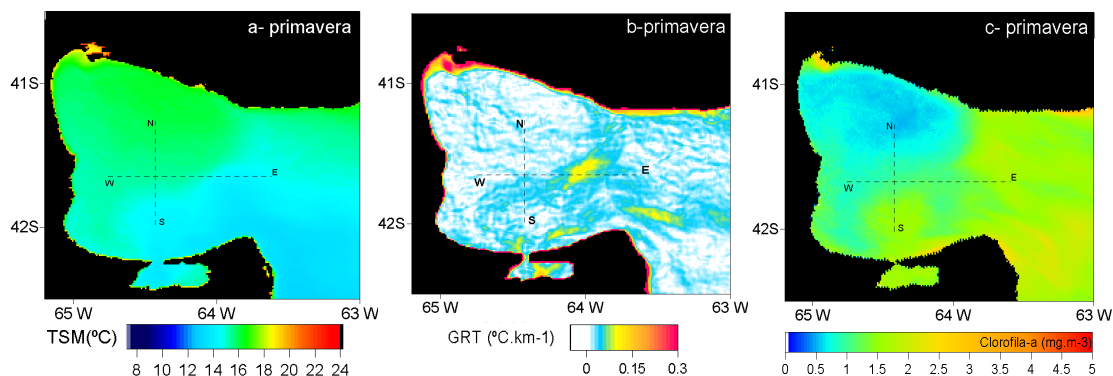 a- primavera
41S
42S
N
W
E
S
65 W
64 W
63 W
TSM(ºC)
8 10 12 14 16 18 20 22 24
b-primavera
41S
42S
N
W
E
S
65 W
64 W
63 W
GRT (ºC.km-1)
0 0.15 0.3
c- primavera
41S
42S
N
W
E
S
65 W
64 W
63 W
Clorofila-a (mg.m-3)
0 0.5 1 1.5 2 2.5 3 3.5 4 4.5 5